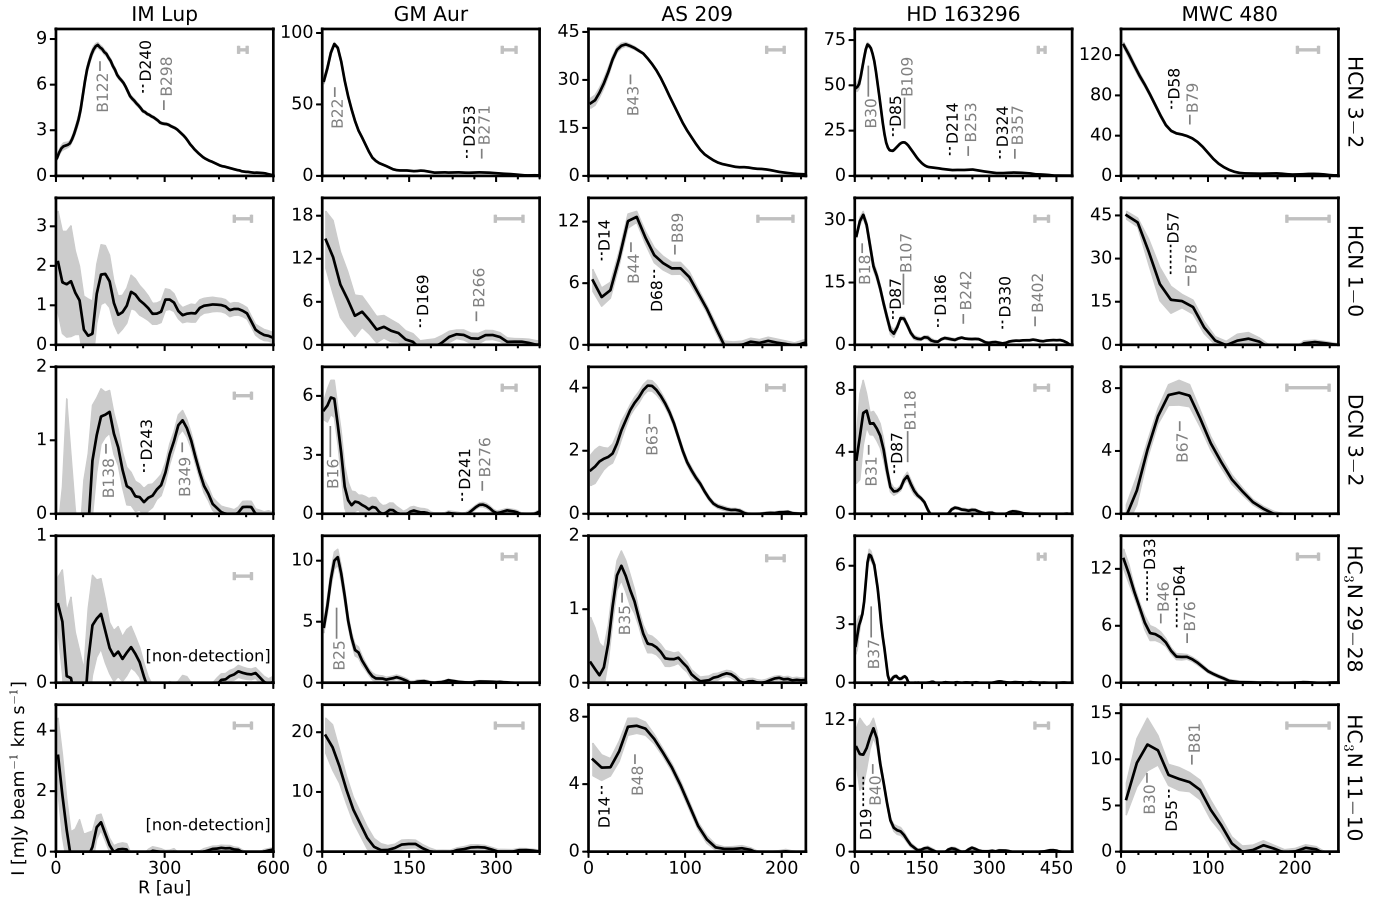 IM Lup GM Aur AS 209 HD 163296 MWC 480
9 6 3 0
B122 D240 B298
100 50 0
B22 D253 B271
45 30 15 0
B43
75 50 25 0
B30 D85 B109 D214 B253 D324 B357
120 80 40 0
D58 B79
HCN 3−2
3 2 1 0
18 12 6 0
D169 B266
12 6 0
D14 B44 D68 B89
30 15 0
B18 D87 B107 D186 B242 D330 B402
45 30 15 0
D57 B78
HCN 1−0
2 1 0
B138 D243 B349
6 3 0
B16 D241 B276
4 2 0
B63
8 4 0
B31 D87 B118
8 4 0
B67
DCN 3−2
1 0
[non-detection]
10 5 0
B25
2 1 0
B35
6 3 0
B37
12 6 0
D33 B46 D64 B76
HC₃N 29−28
4 2 0
[non-detection]
20 10 0
8 4 0
D14 B48
12 6 0
D19 B40
15 10 5 0
B30 D55 B81
HC₃N 11−10
I [mJy beam⁻¹ km s⁻¹]
0 300 600 0 150 300 0 100 200 0 150 300 450 0 100 200
R [au]